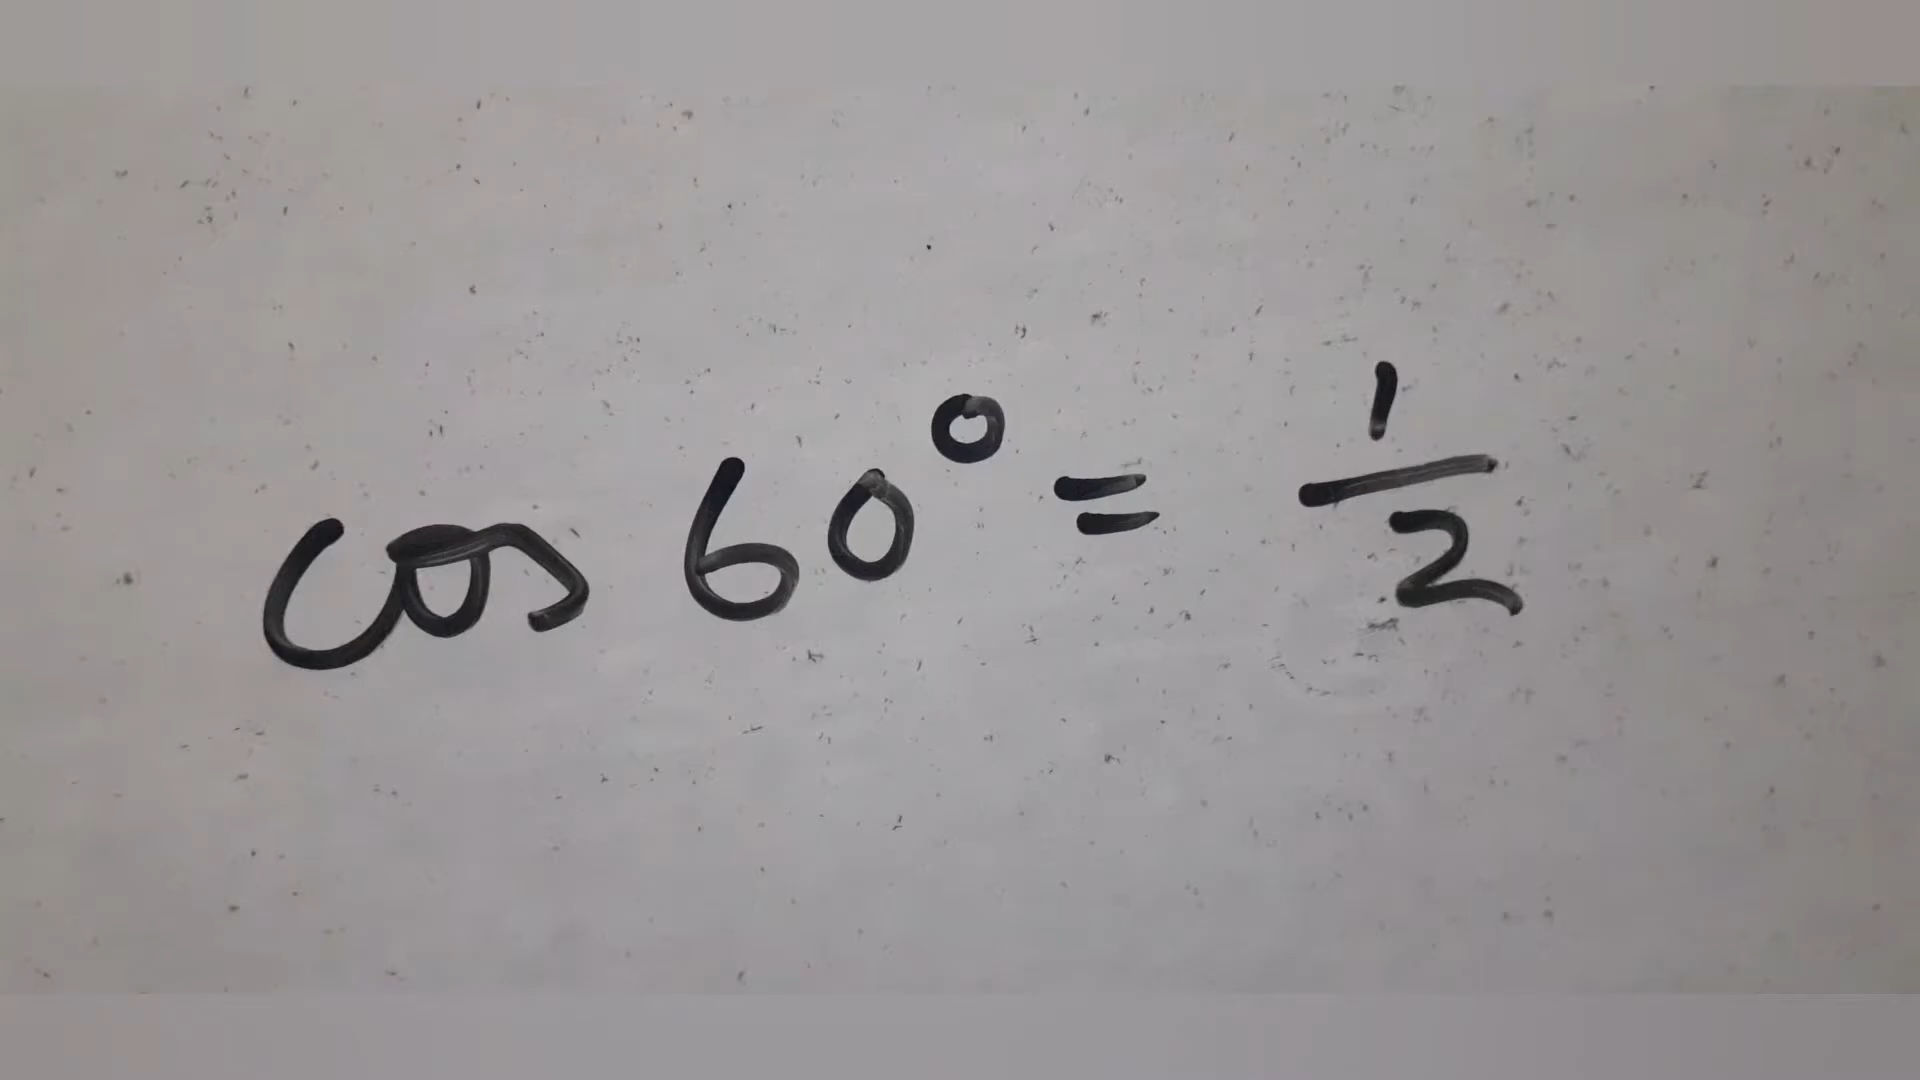 cos 60° = 1/2